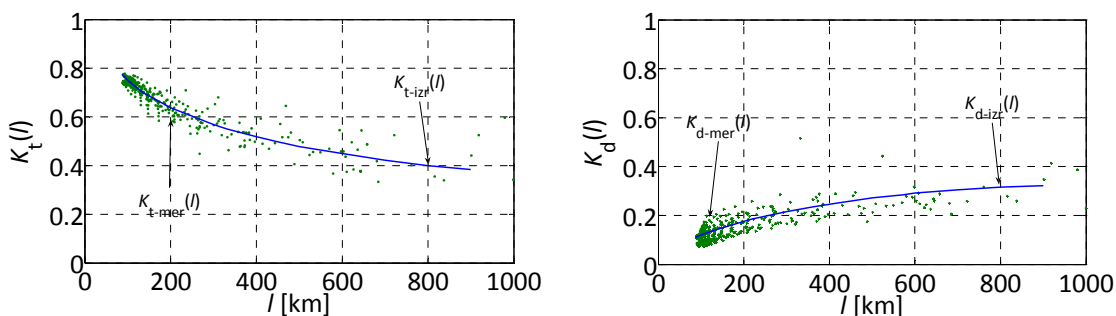 1
0.8
0.6
0.4
0.2
0
K_t(l)
K_t-izr(l)
K_t-mer(l)
0 200 400 600 800 1000
l [km]
1
0.8
0.6
0.4
0.2
0
K_d(l)
K_d-mer(l)
K_d-izr(l)
0 200 400 600 800 1000
l [km]